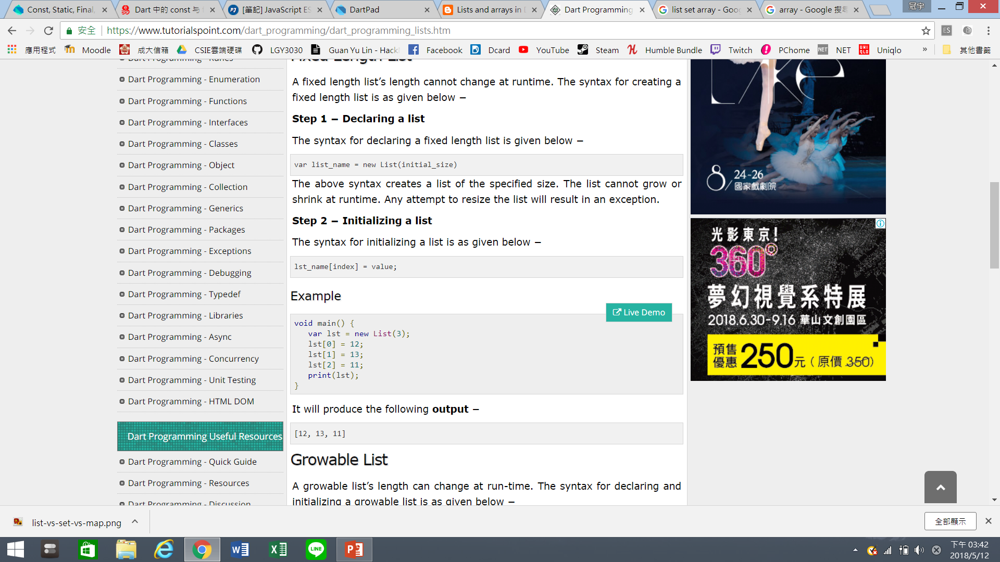 Const, Static, Final,
Dart 中的 const 与
[筆記] JavaScript ES
DartPad
Lists and arrays in
Dart Programming
list set array - Goog
array - Google 搜尋
冠宇
安全
https://www.tutorialspoint.com/dart_programming/dart_programming_lists.htm
ES
應用程式
Moodle
成大信箱
CSIE雲端硬碟
LGY3030
Guan Yu Lin - Hack
Facebook
Dcard
YouTube
Steam
Humble Bundle
Twitch
PChome
NET
NET
UNIQLO
Uniqlo
»
其他書籤
Dart Programming - Runes
Dart Programming - Enumeration
Dart Programming - Functions
Dart Programming - Interfaces
Dart Programming - Classes
Dart Programming - Object
Dart Programming - Collection
Dart Programming - Generics
Dart Programming - Packages
Dart Programming - Exceptions
Dart Programming - Debugging
Dart Programming - Typedef
Dart Programming - Libraries
Dart Programming - Async
Dart Programming - Concurrency
Dart Programming - Unit Testing
Dart Programming - HTML DOM
Dart Programming Useful Resources
Dart Programming - Quick Guide
Dart Programming - Resources
Dart Programming - Discussion
Fixed Length List
A fixed length list’s length cannot change at runtime. The syntax for creating a
fixed length list is as given below −
Step 1 − Declaring a list
The syntax for declaring a fixed length list is given below −
var list_name = new List(initial_size)
The above syntax creates a list of the specified size. The list cannot grow or
shrink at runtime. Any attempt to resize the list will result in an exception.
Step 2 − Initializing a list
The syntax for initializing a list is as given below −
lst_name[index] = value;
Example
Live Demo
void main() {
   var lst = new List(3);
   lst[0] = 12;
   lst[1] = 13;
   lst[2] = 11;
   print(lst);
}
It will produce the following output −
[12, 13, 11]
Growable List
A growable list’s length can change at run-time. The syntax for declaring and
initializing a growable list is as given below −
8/ 24~26
國家戲劇院
光影東京!
360°
夢幻視覺系特展
2018.6.30-9.16 華山文創園區
預售
優惠 250元 (原價 350)
list-vs-set-vs-map.png
全部顯示
LINE
下午 03:42
2018/5/12